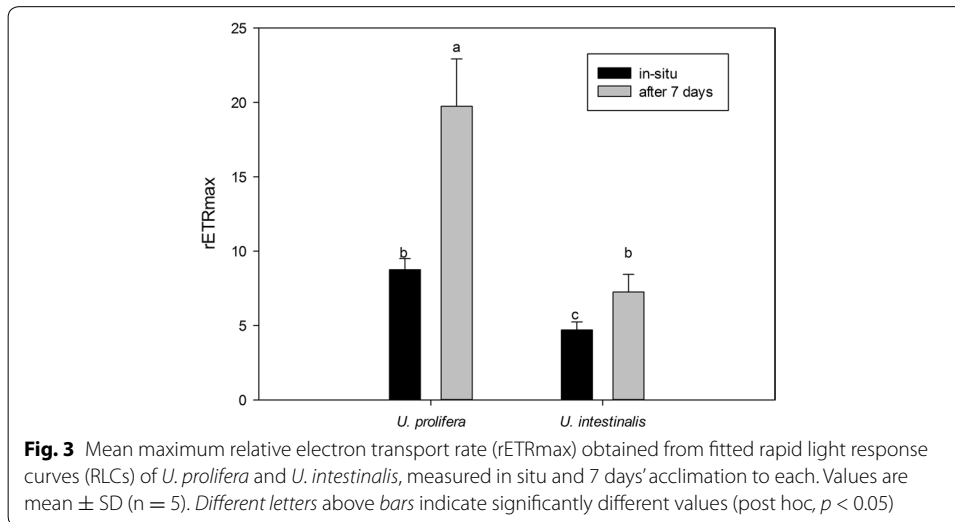 25
20
15
10
5
0
rETRmax
in-situ
after 7 days
a
b
b
c
U. prolifera U. intestinalis
Fig. 3 Mean maximum relative electron transport rate (rETRmax) obtained from fitted rapid light response
curves (RLCs) of U. prolifera and U. intestinalis, measured in situ and 7 days’ acclimation to each. Values are
mean ± SD (n = 5). Different letters above bars indicate significantly different values (post hoc, p < 0.05)